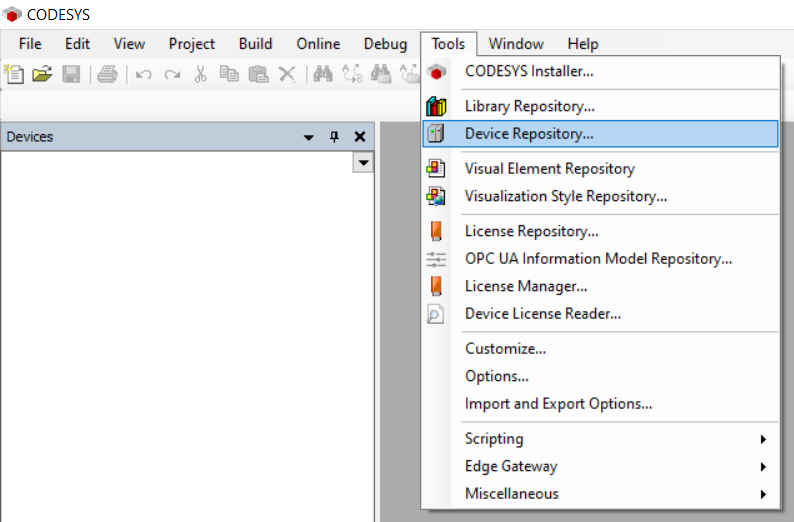 CODESYS
File Edit View Project Build Online Debug Tools Window Help
Devices
CODESYS Installer...
Library Repository...
Device Repository...
Visual Element Repository
Visualization Style Repository...
License Repository...
OPC UA Information Model Repository...
License Manager...
Device License Reader...
Customize...
Options...
Import and Export Options...
Scripting
Edge Gateway
Miscellaneous